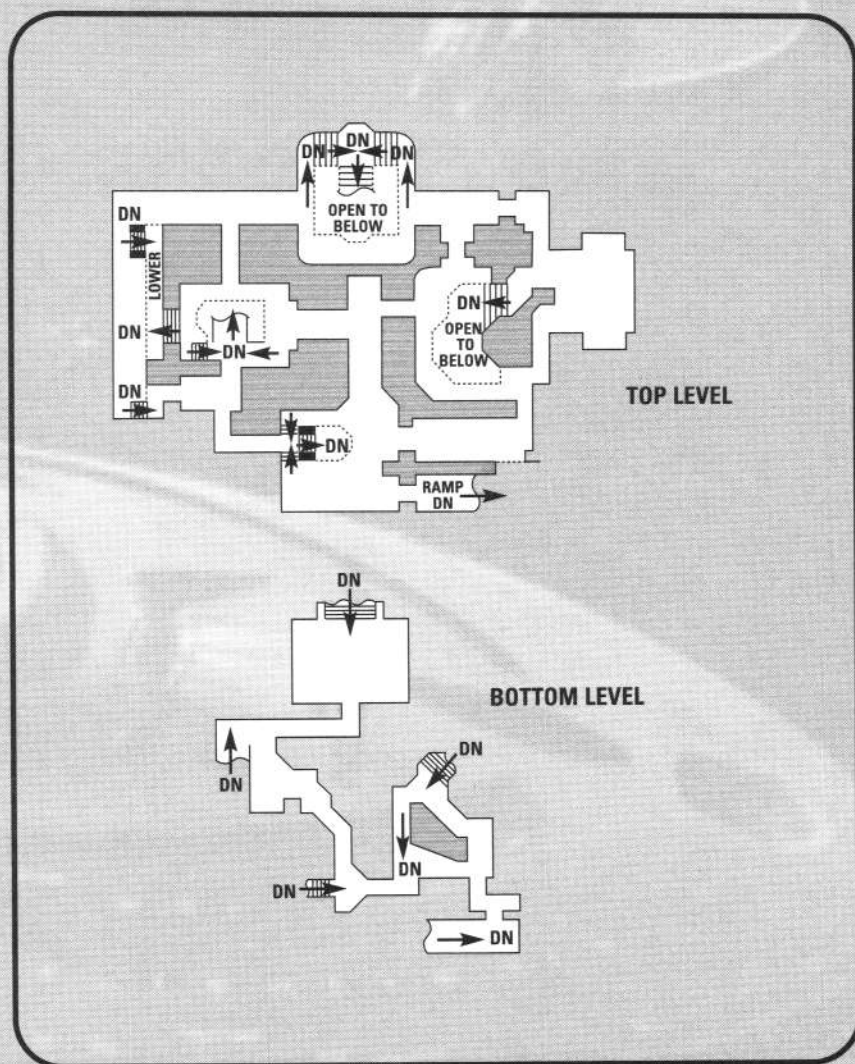 DN
DN
DN
OPEN TO
BELOW
DN
LOWER
DN
DN
OPEN TO
BELOW
DN
DN
TOP LEVEL
DN
RAMP
DN
DN
BOTTOM LEVEL
DN
DN
DN
DN
DN